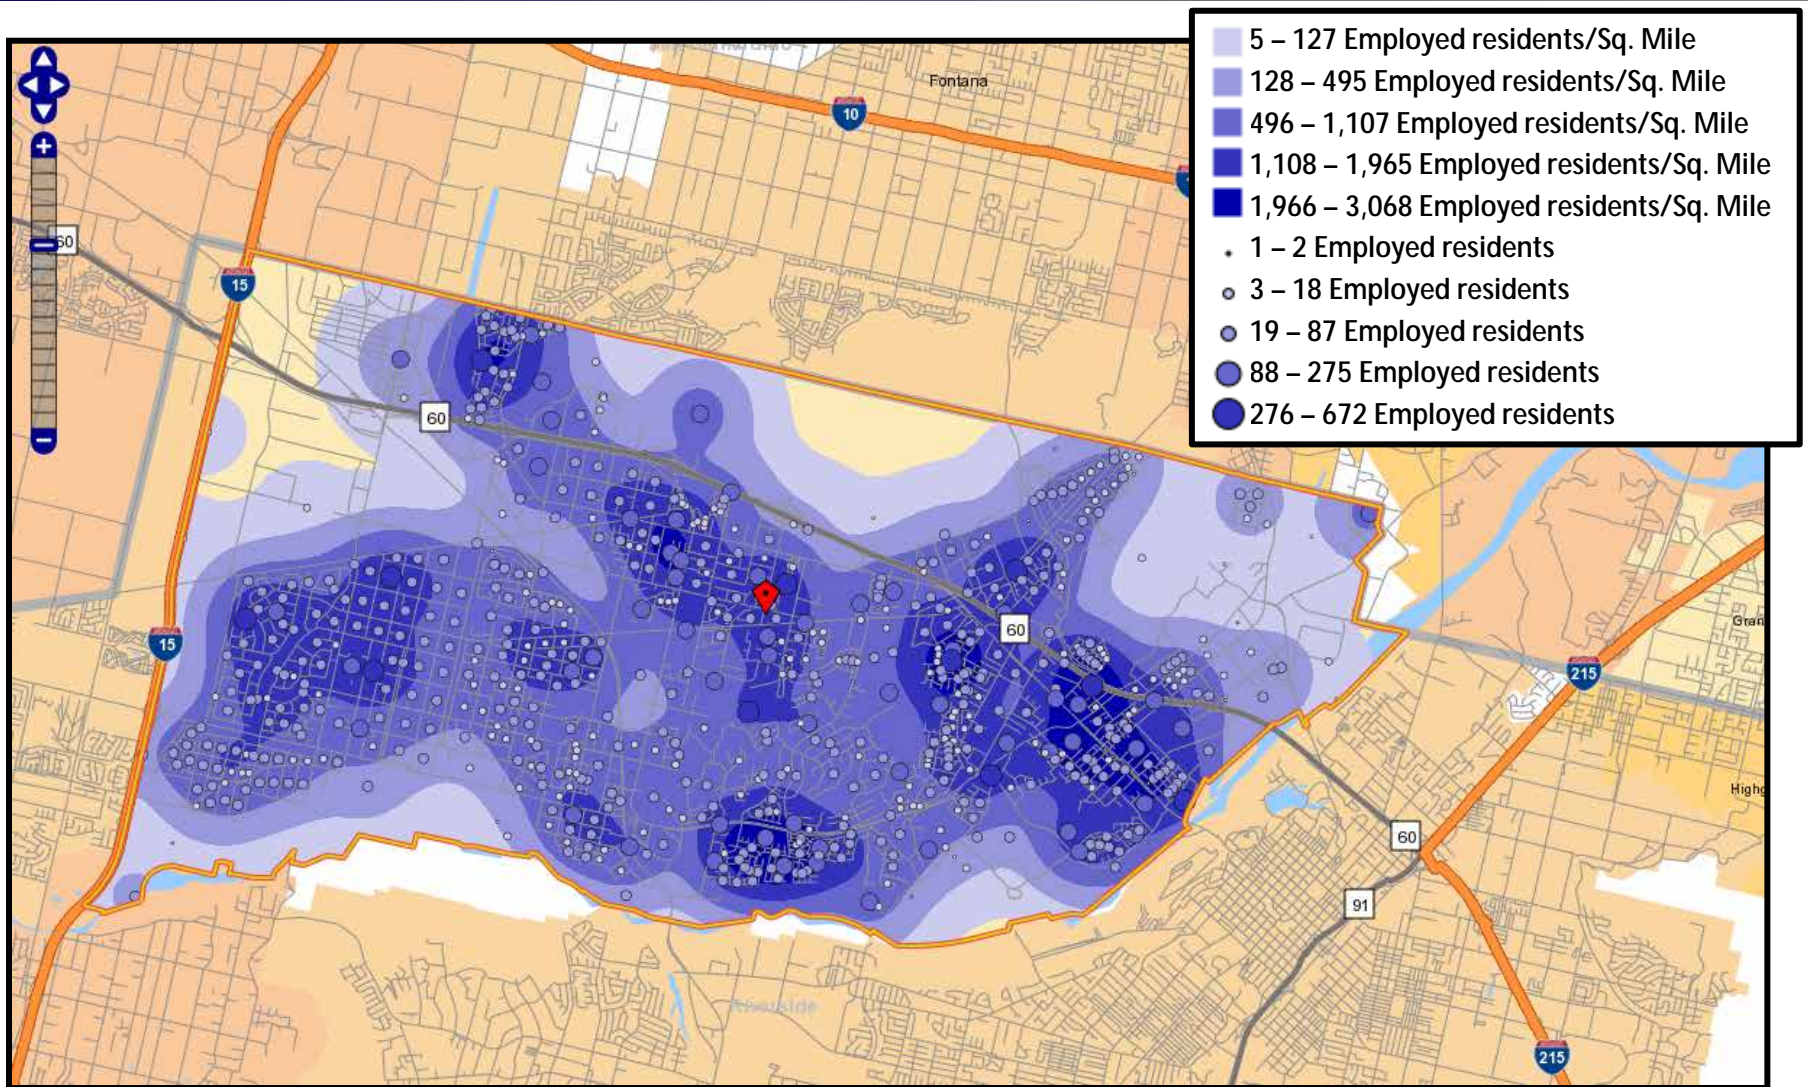 5 – 127 Employed residents/Sq. Mile
128 – 495 Employed residents/Sq. Mile
496 – 1,107 Employed residents/Sq. Mile
1,108 – 1,965 Employed residents/Sq. Mile
1,966 – 3,068 Employed residents/Sq. Mile
1 – 2 Employed residents
3 – 18 Employed residents
19 – 87 Employed residents
88 – 275 Employed residents
276 – 672 Employed residents
Fontana
10
60
15
60
60
15
Gran
215
Highg
60
91
Riverside
215